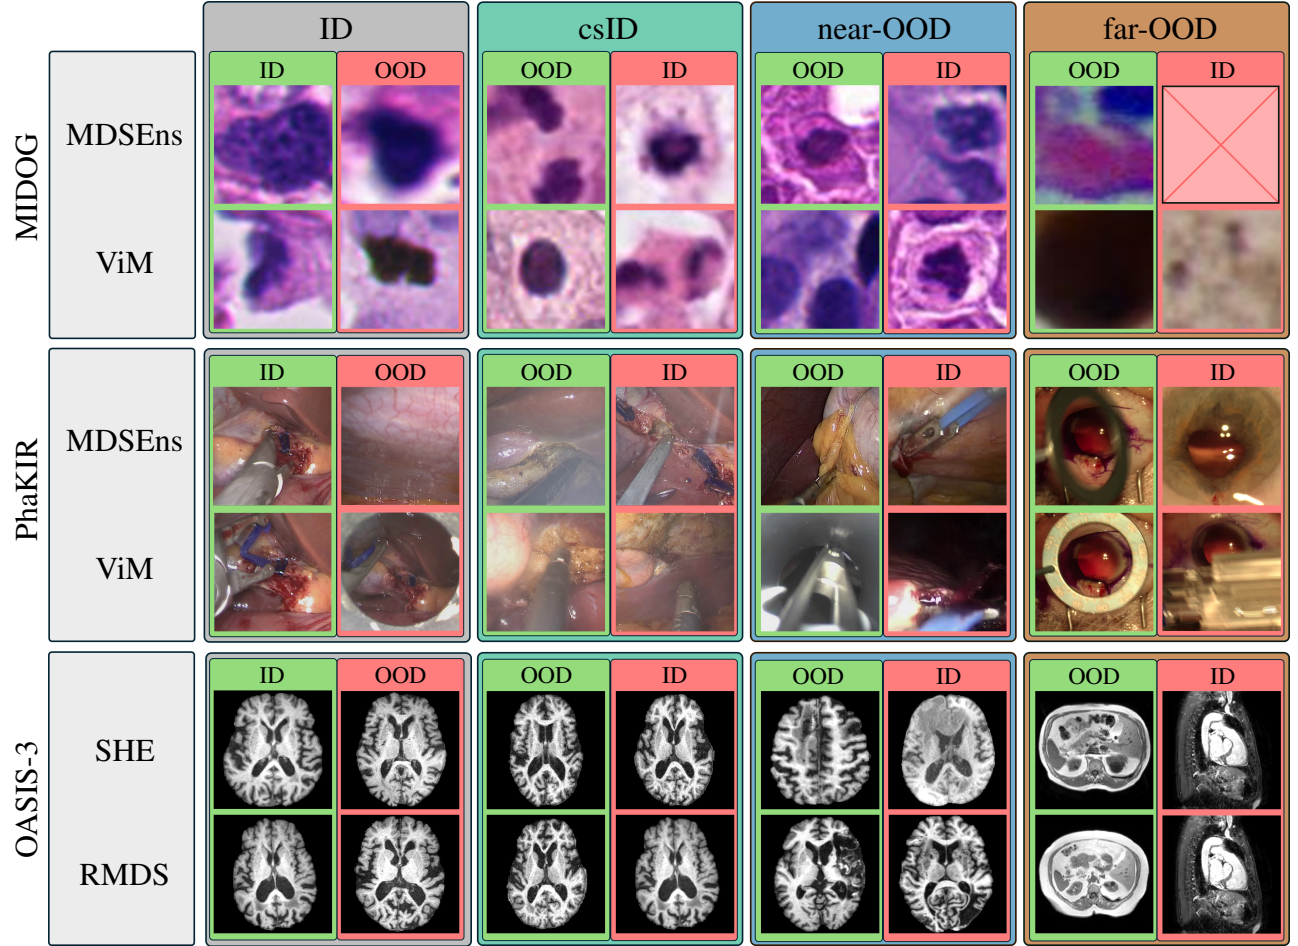 ID csID near-OOD far-OOD
MIDOG
ID OOD OOD ID OOD ID OOD ID
MDSEns
ViM
PhaKIR
ID OOD OOD ID OOD ID OOD ID
MDSEns
ViM
OASIS-3
ID OOD OOD ID OOD ID OOD ID
SHE
RMDS